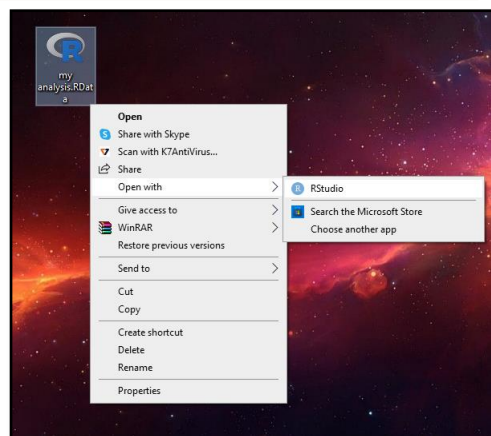 R
my
analysis.RDat
a
Open
Share with Skype
Scan with K7AntiVirus...
Share
Open with
R RStudio
Search the Microsoft Store
Choose another app
Give access to
WinRAR
Restore previous versions
Send to
Cut
Copy
Create shortcut
Delete
Rename
Properties